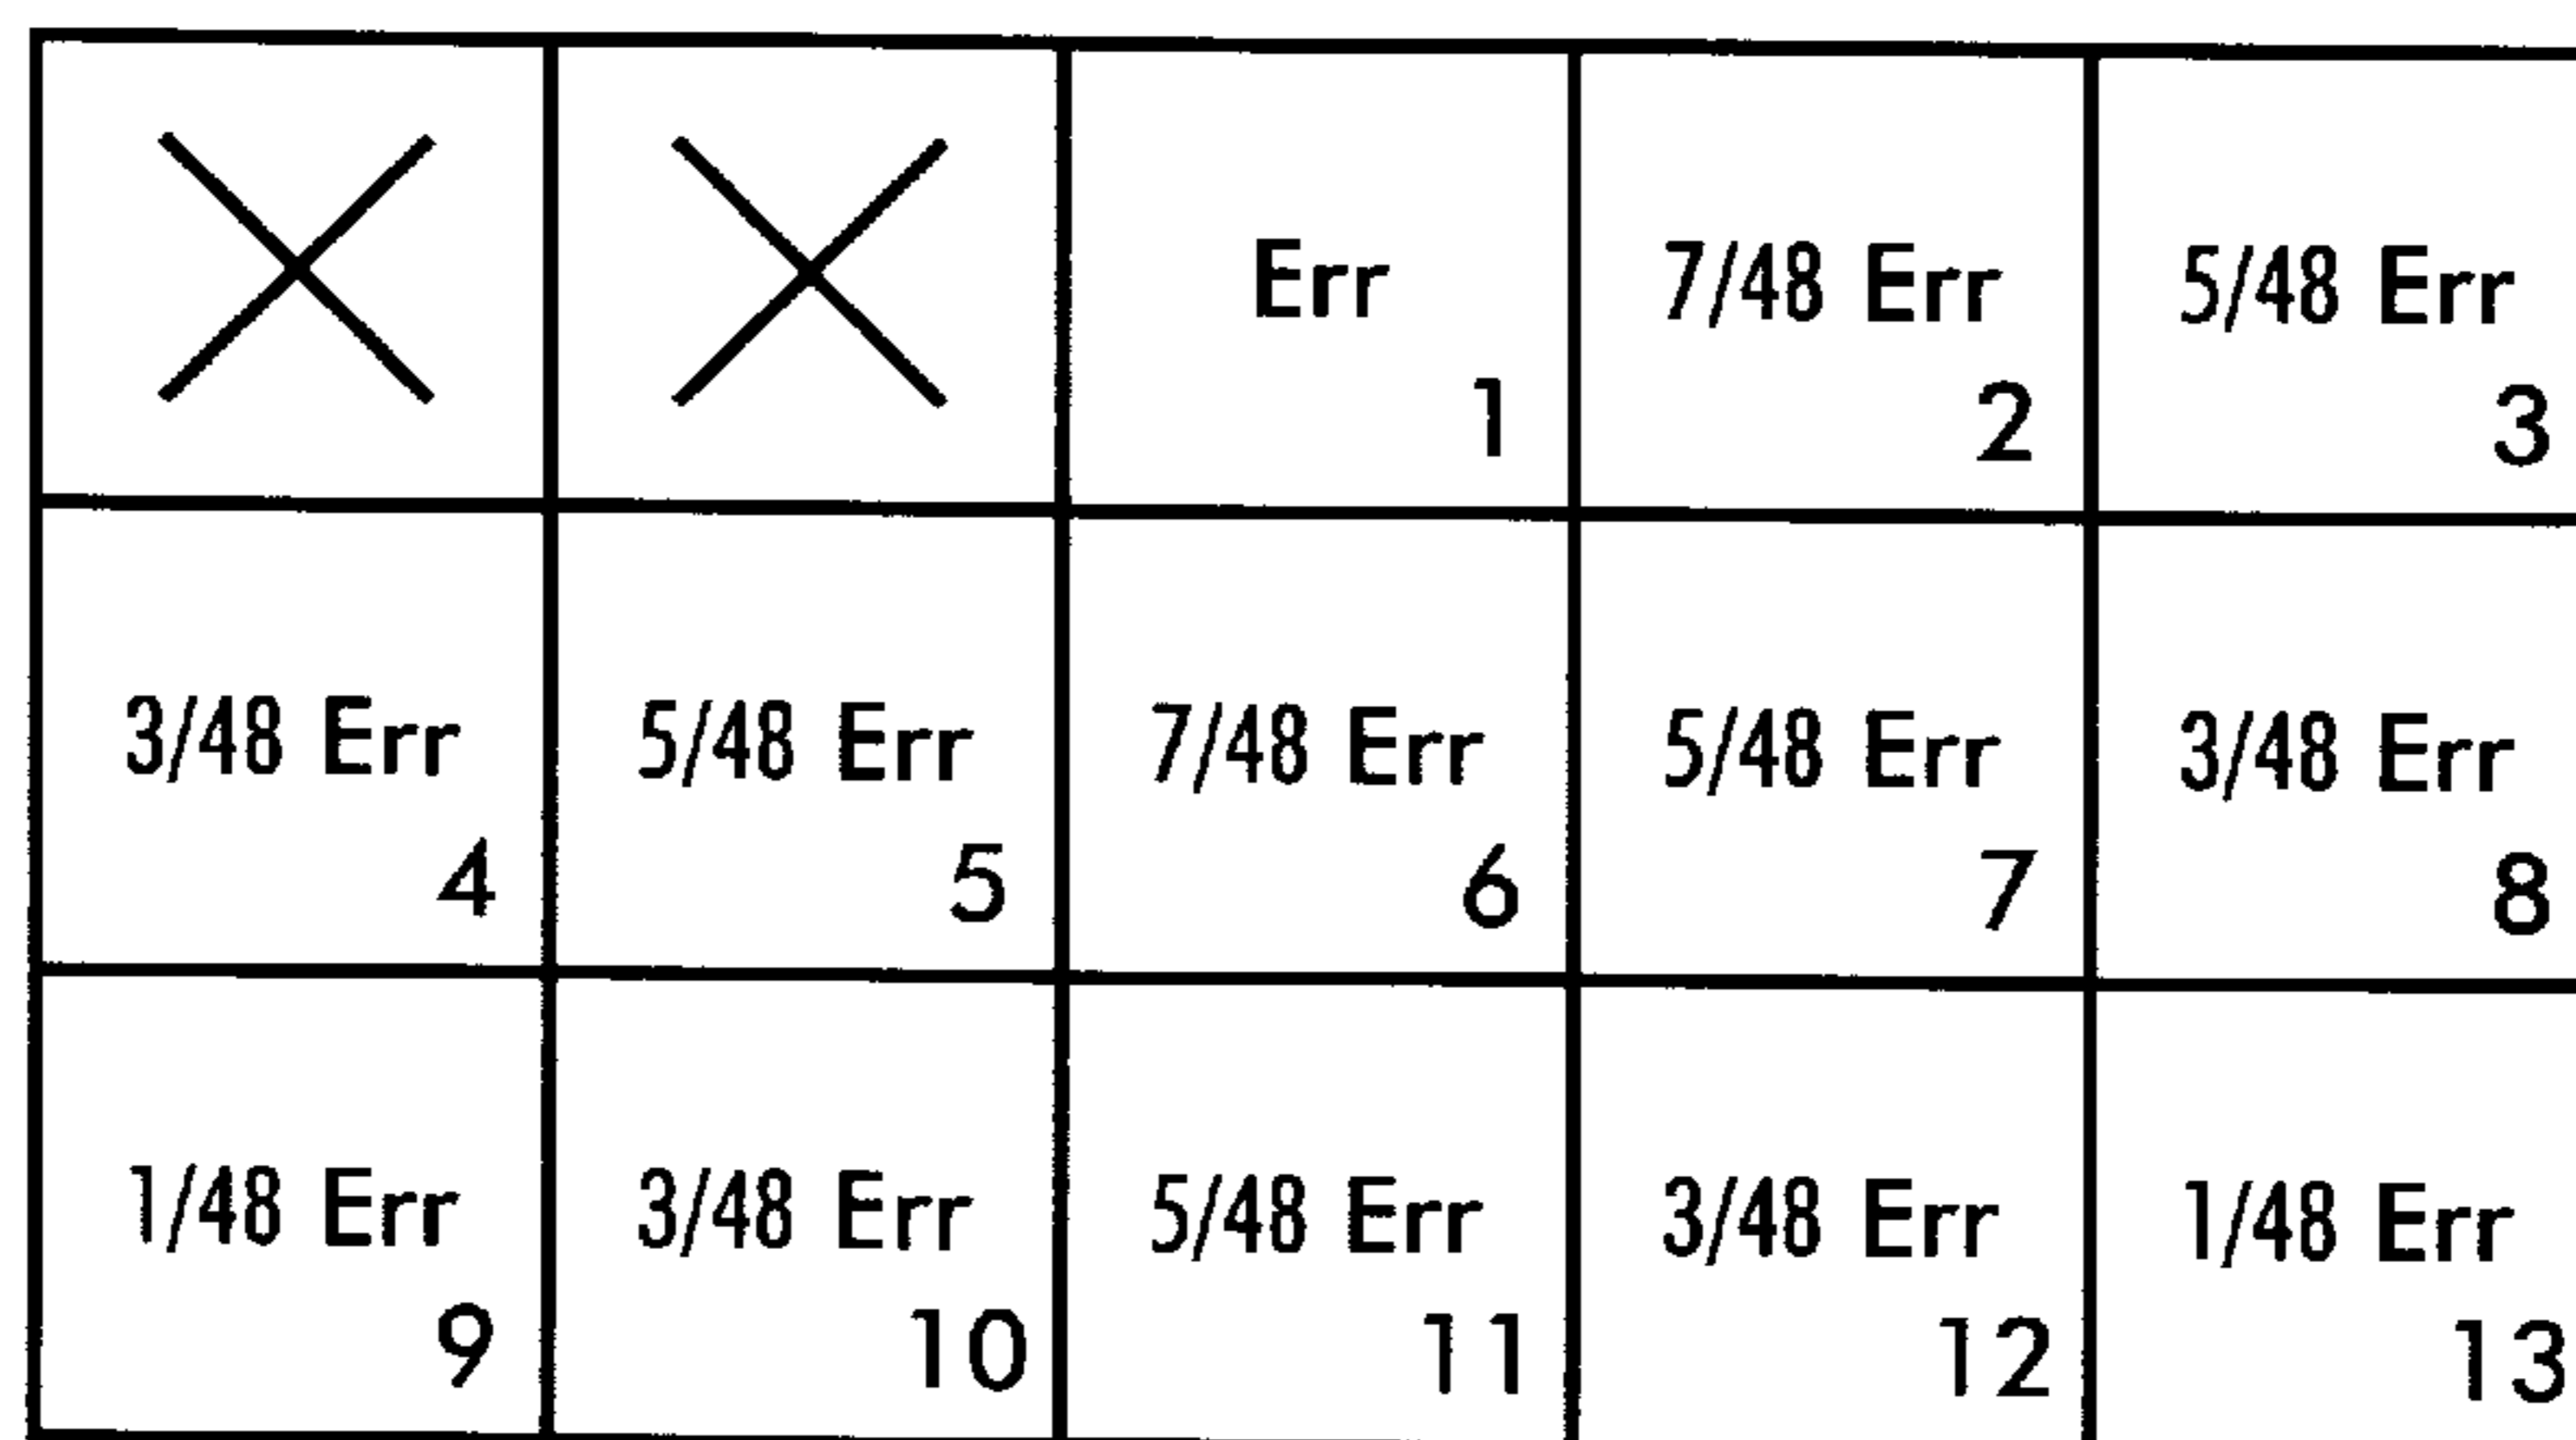 Err 7/48 Err 5/48 Err
1 2 3
3/48 Err 5/48 Err 7/48 Err 5/48 Err 3/48 Err
4 5 6 7 8
1/48 Err 3/48 Err 5/48 Err 3/48 Err 1/48 Err
9 10 11 12 13